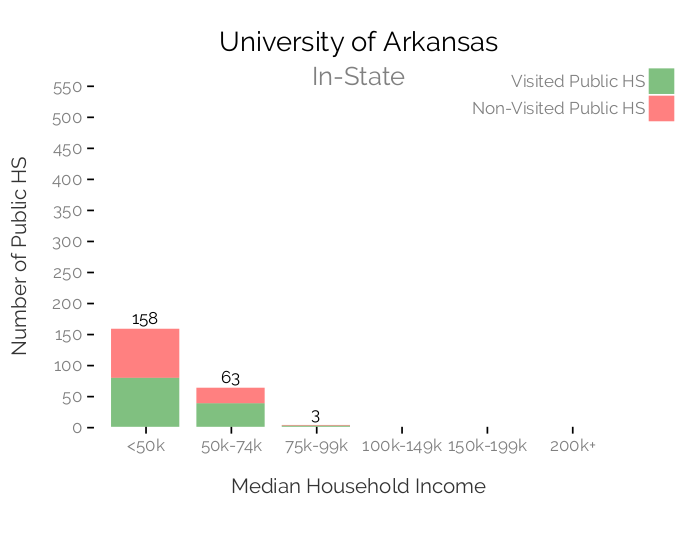 University of Arkansas
In-State
Visited Public HS
Non-Visited Public HS
Number of Public HS
550
500
450
400
350
300
250
200
150
100
50
0
158
63
3
<50k
50k-74k
75k-99k
100k-149k
150k-199k
200k+
Median Household Income